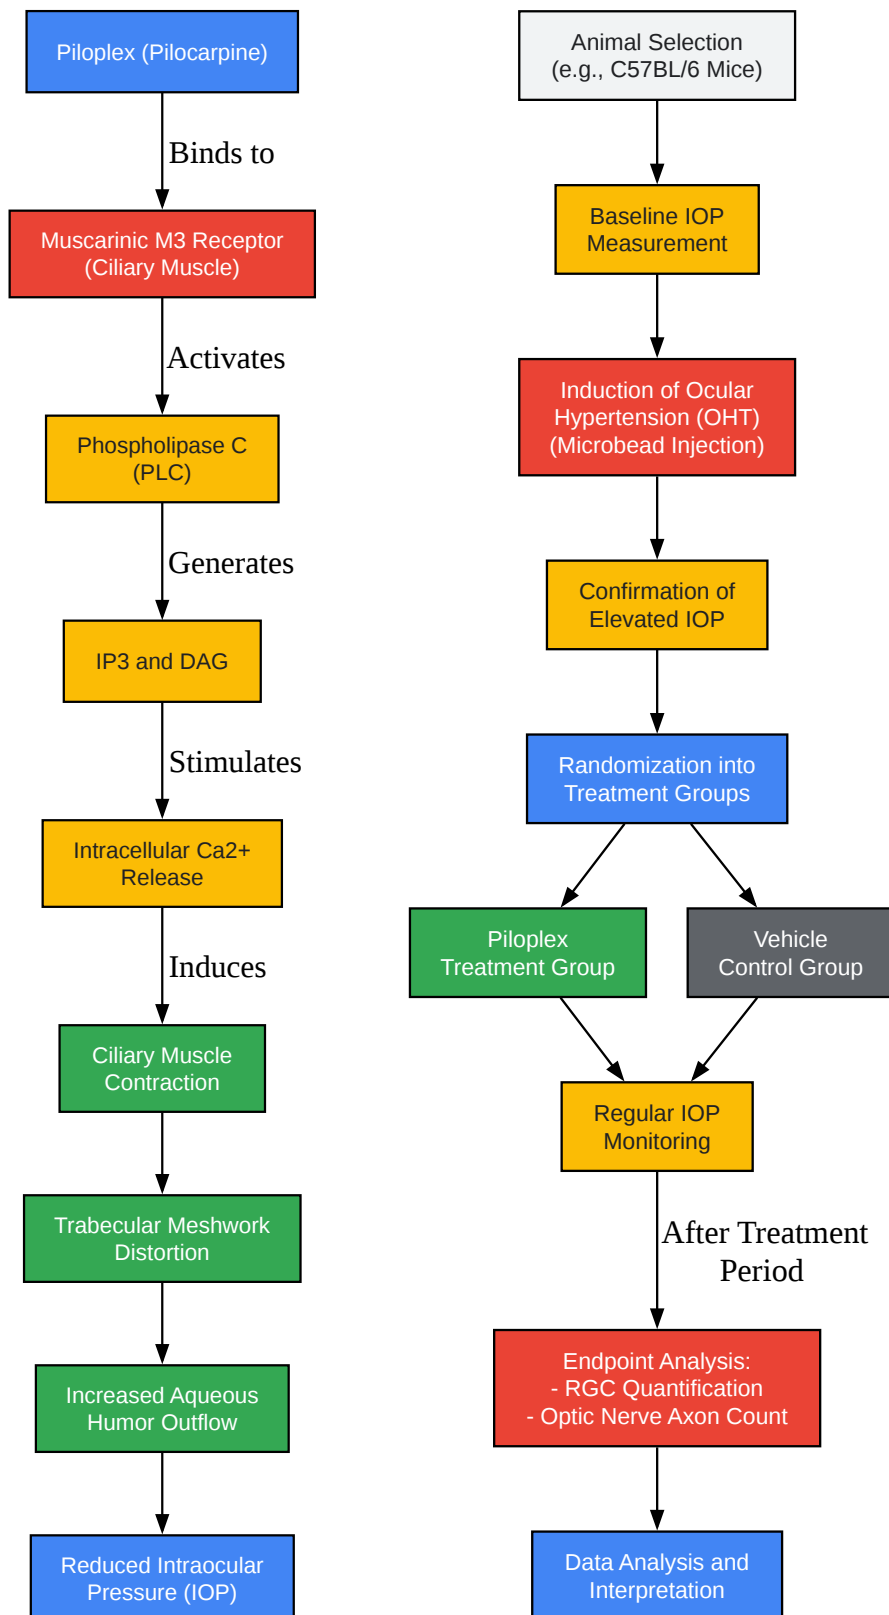 Piloplex (Pilocarpine)
Binds to
Muscarinic M3 Receptor
(Ciliary Muscle)
Activates
Phospholipase C
(PLC)
Generates
IP3 and DAG
Stimulates
Intracellular Ca2+
Release
Induces
Ciliary Muscle
Contraction
Trabecular Meshwork
Distortion
Increased Aqueous
Humor Outflow
Reduced Intraocular
Pressure (IOP)
Animal Selection
(e.g., C57BL/6 Mice)
Baseline IOP
Measurement
Induction of Ocular
Hypertension (OHT)
(Microbead Injection)
Confirmation of
Elevated IOP
Randomization into
Treatment Groups
Piloplex
Treatment Group
Vehicle
Control Group
Regular IOP
Monitoring
After Treatment
Period
Endpoint Analysis:
- RGC Quantification
- Optic Nerve Axon Count
Data Analysis and
Interpretation